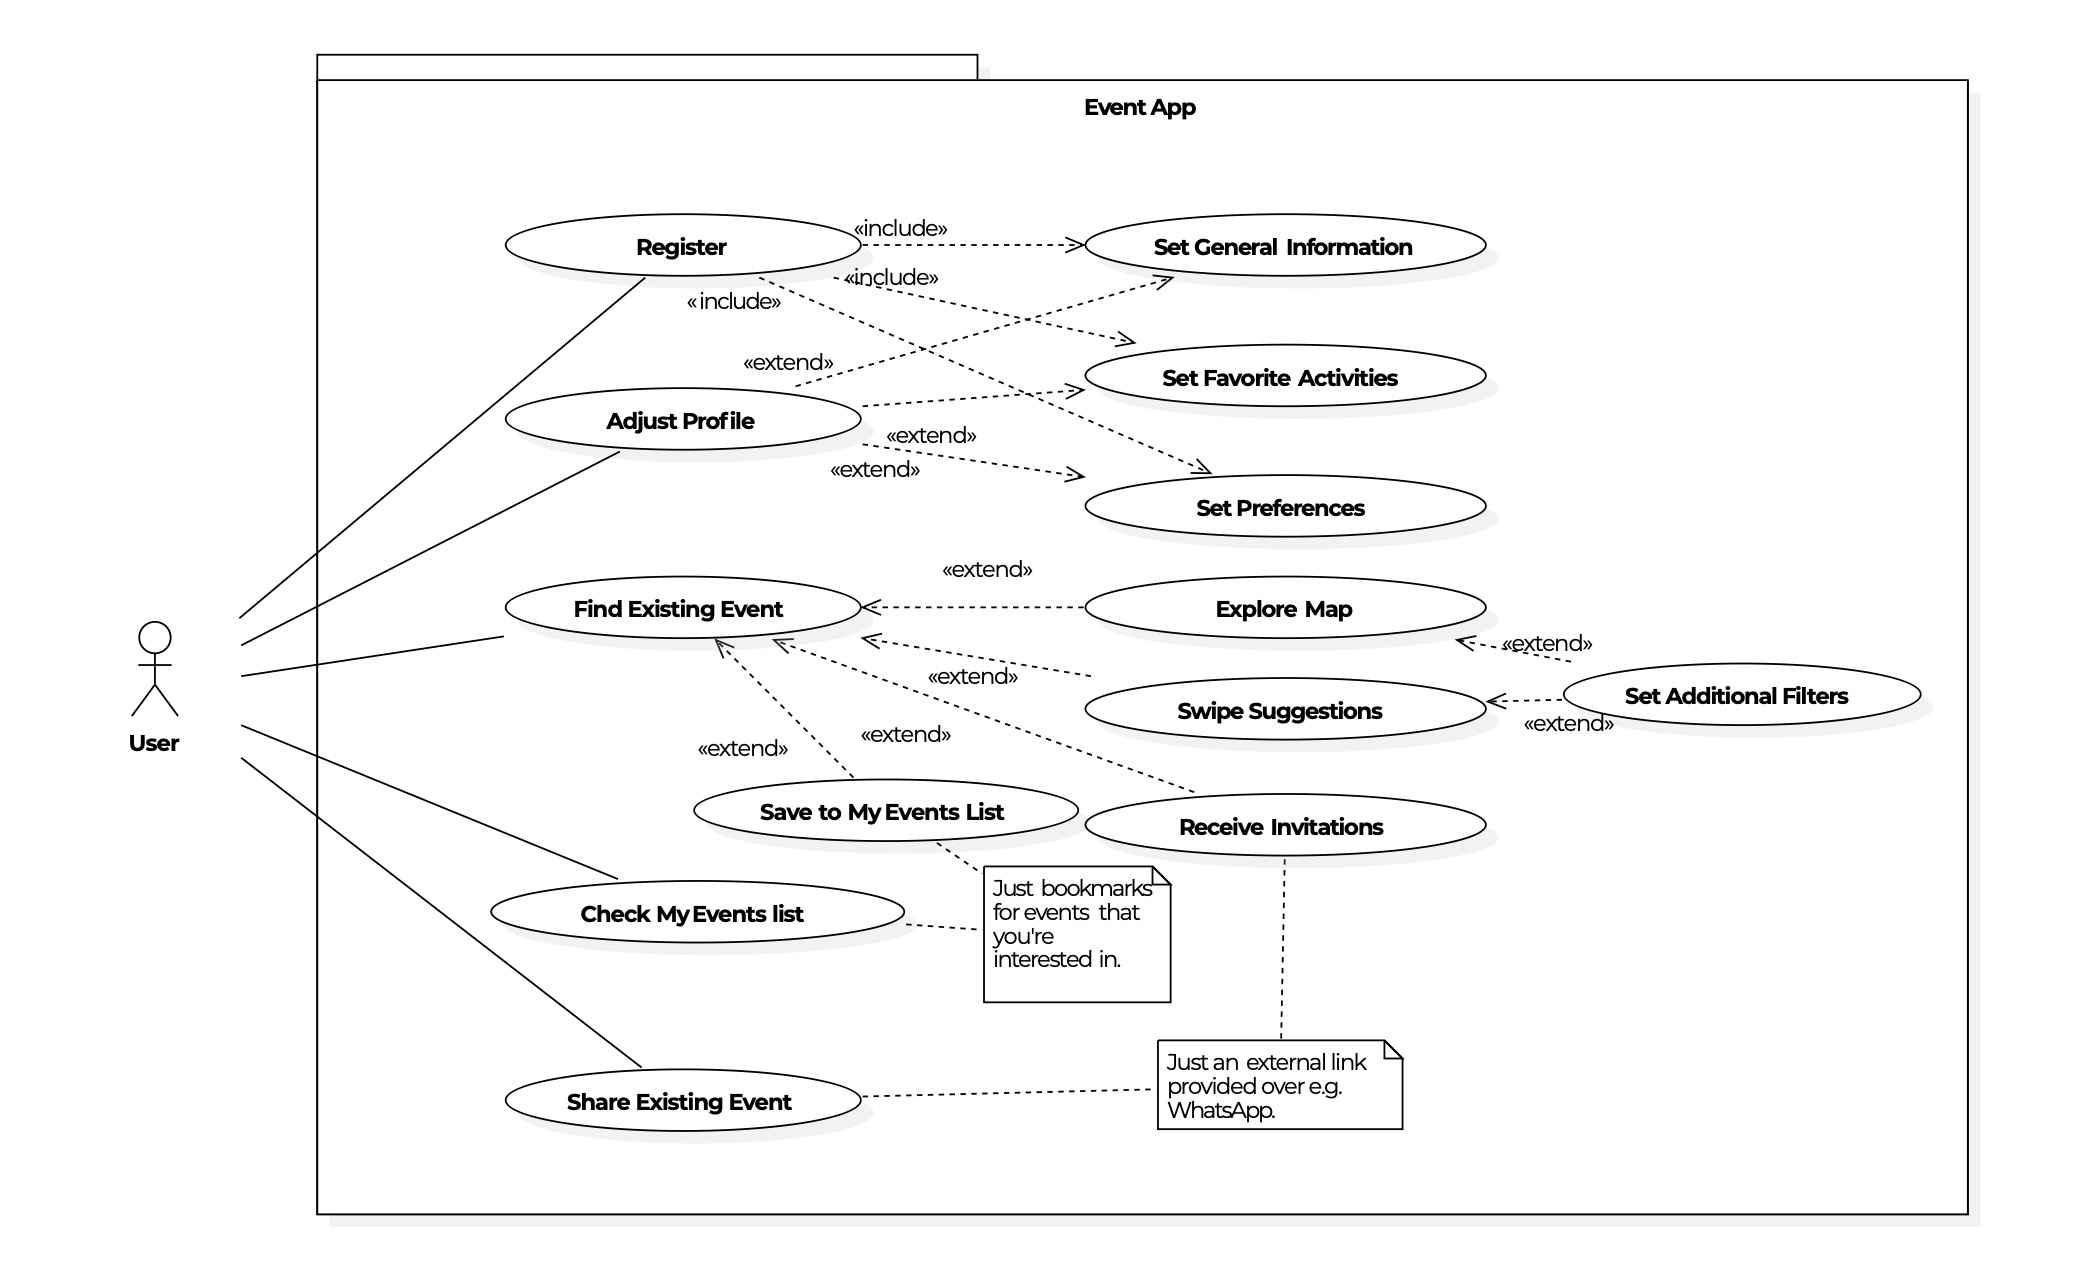 Event App
Register
«include»
Set General Information
«include»
«include»
«extend»
Set Favorite Activities
Adjust Profile
«extend»
«extend»
Set Preferences
«extend»
Find Existing Event
Explore Map
«extend»
«extend»
Swipe Suggestions
Set Additional Filters
«extend»
User
«extend»
«extend»
Save to My Events List
Receive Invitations
Just bookmarks
for events that
you're
interested in.
Check My Events list
Just an external link
provided over e.g.
WhatsApp.
Share Existing Event